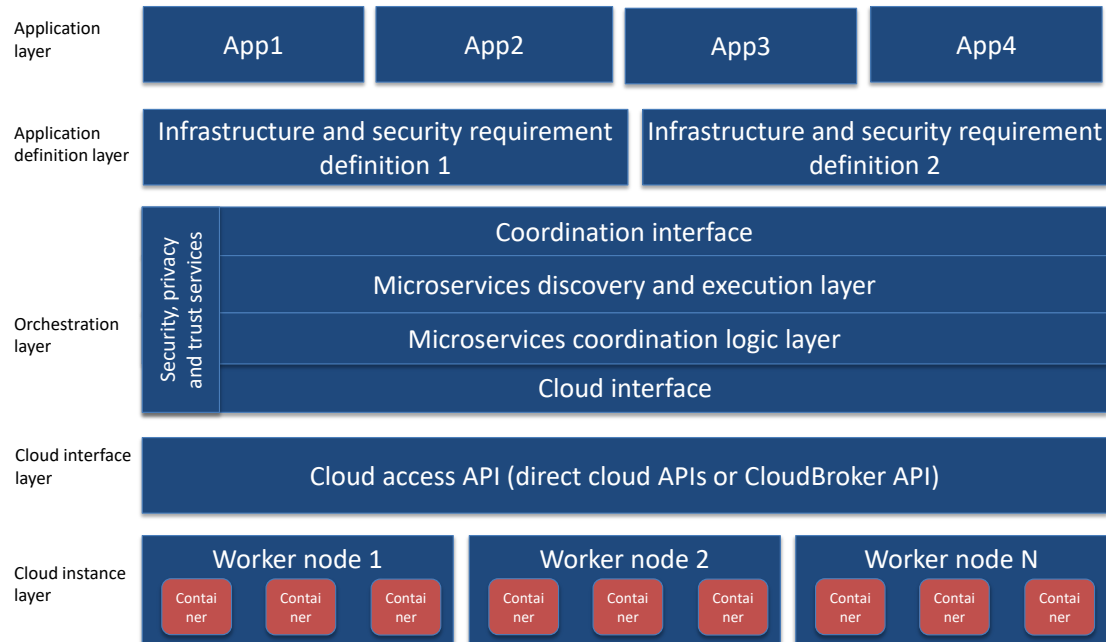 Application
layer
App1
App2
App3
App4
Application
definition layer
Infrastructure and security requirement
definition 1
Infrastructure and security requirement
definition 2
Orchestration
layer
Security, privacy
and trust services
Coordination interface
Microservices discovery and execution layer
Microservices coordination logic layer
Cloud interface
Cloud interface
layer
Cloud access API (direct cloud APIs or CloudBroker API)
Cloud instance
layer
Worker node 1
Contai
ner
Contai
ner
Contai
ner
Worker node 2
Contai
ner
Contai
ner
Contai
ner
Worker node N
Contai
ner
Contai
ner
Contai
ner